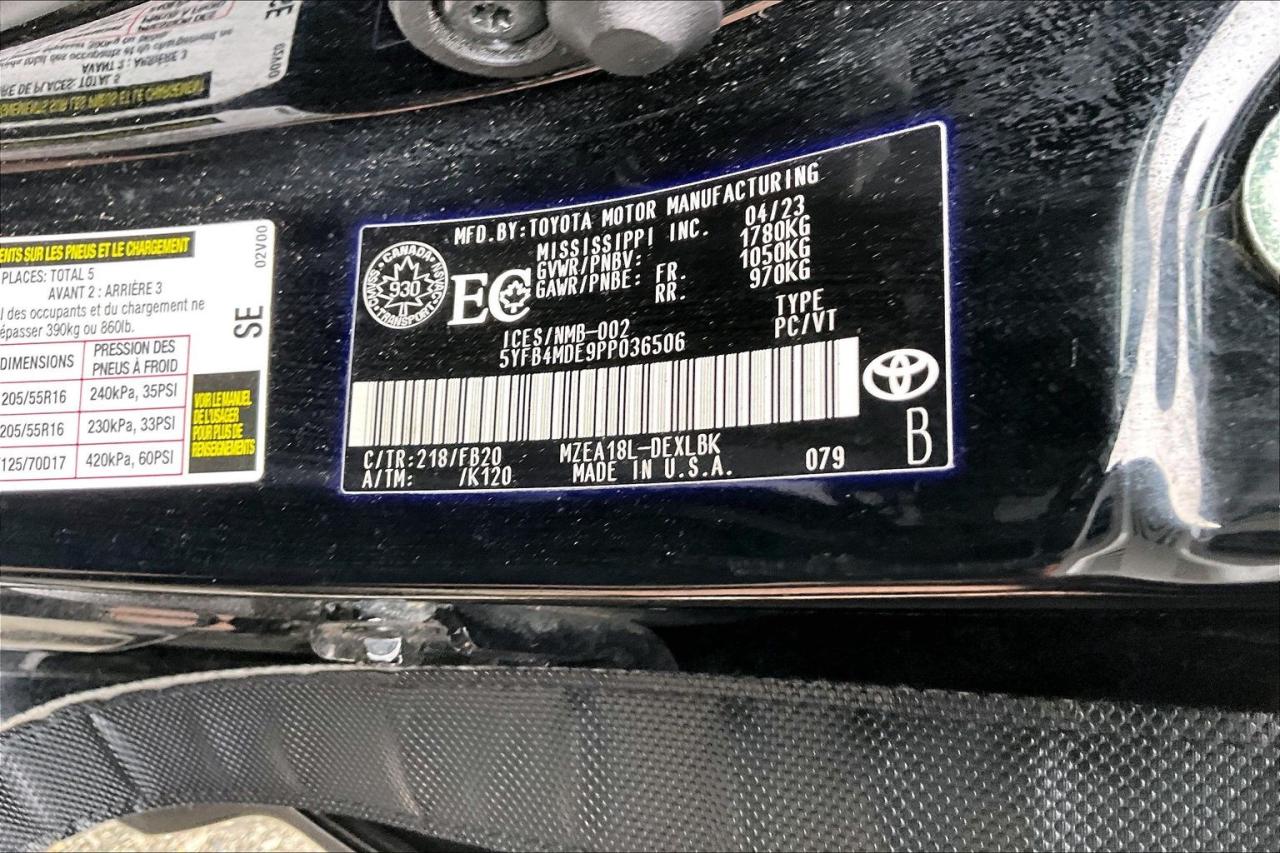 ENTS SUR LES PNEUS ET LE CHARGEMENT
PLACES: TOTAL 5
AVANT 2 : ARRIÈRE 3
l des occupants et du chargement ne
épasser 390kg ou 860lb.
DIMENSIONS
PRESSION DES
PNEUS À FROID
205/55R16
240kPa, 35PSI
205/55R16
230kPa, 33PSI
125/70D17
420kPa, 60PSI
02V00
SE
VOIR LE MANUEL
DE L'USAGER
POUR PLUS DE
RENSEIGNEMENTS
MFD.BY:TOYOTA MOTOR MANUFACTURING
MISSISSIPPI INC. 04/23
GVWR/PNBV: 1780KG
GAWR/PNBE: FR. 1050KG
RR. 970KG
CANADA
930
TRANSPORT
EC
ICES/NMB-002
TYPE
PC/VT
5YFB4MDE9PP036506
C/TR:218/FB20
A/TM: /K120
MZEA18L-DEXLBK
MADE IN U.S.A.
079
B